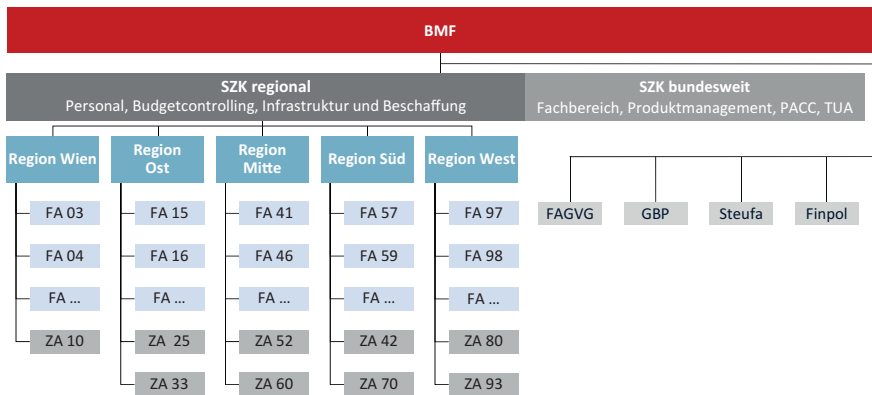 BMF
SZK regional
Personal, Budgetcontrolling, Infrastruktur und Beschaffung
SZK bundesweit
Fachbereich, Produktmanagement, PACC, TUA
Region Wien
Region
Ost
Region
Mitte
Region Süd
Region West
FA 03
FA 15
FA 41
FA 57
FA 97
FAGVG
GBP
Steufa
Finpol
FA 04
FA 16
FA 46
FA 59
FA 98
FA ...
FA ...
FA ...
FA ...
FA ...
ZA 10
ZA 25
ZA 52
ZA 42
ZA 80
ZA 33
ZA 60
ZA 70
ZA 93